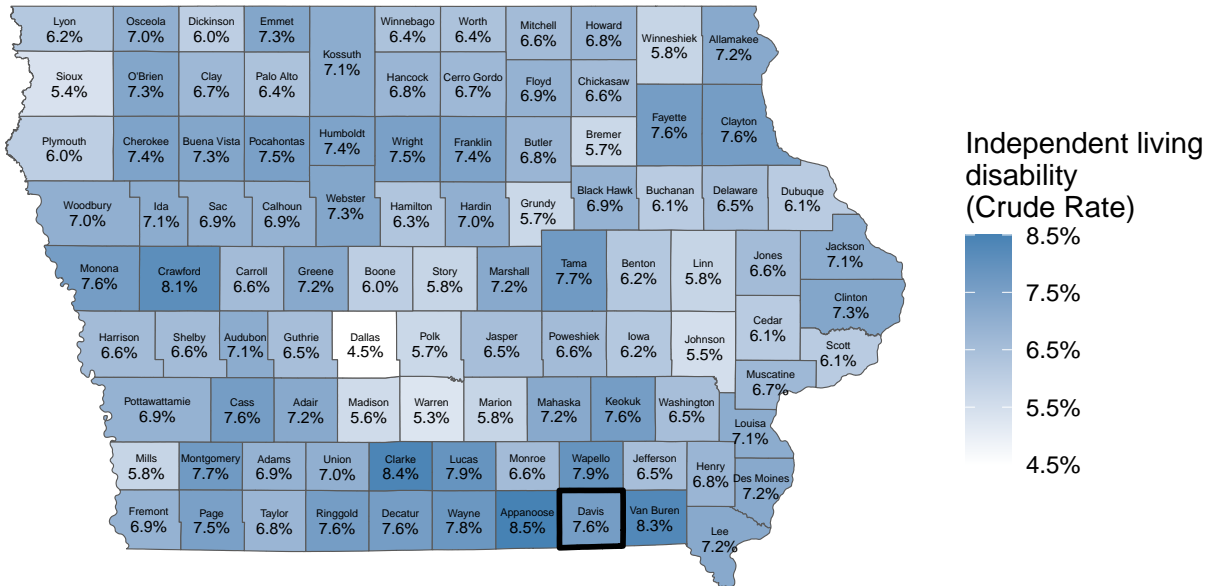 Lyon
6.2%
Osceola
7.0%
Dickinson
6.0%
Emmet
7.3%
Kossuth
7.1%
Winnebago
6.4%
Worth
6.4%
Mitchell
6.6%
Howard
6.8%
Winneshiek
5.8%
Allamakee
7.2%
Sioux
5.4%
O'Brien
7.3%
Clay
6.7%
Palo Alto
6.4%
Hancock
6.8%
Cerro Gordo
6.7%
Floyd
6.9%
Chickasaw
6.6%
Fayette
7.6%
Clayton
7.6%
Plymouth
6.0%
Cherokee
7.4%
Buena Vista
7.3%
Pocahontas
7.5%
Humboldt
7.4%
Wright
7.5%
Franklin
7.4%
Butler
6.8%
Bremer
5.7%
Woodbury
7.0%
Ida
7.1%
Sac
6.9%
Calhoun
6.9%
Webster
7.3%
Hamilton
6.3%
Hardin
7.0%
Grundy
5.7%
Black Hawk
6.9%
Buchanan
6.1%
Delaware
6.5%
Dubuque
6.1%
Monona
7.6%
Crawford
8.1%
Carroll
6.6%
Greene
7.2%
Boone
6.0%
Story
5.8%
Marshall
7.2%
Tama
7.7%
Benton
6.2%
Linn
5.8%
Jones
6.6%
Jackson
7.1%
Clinton
7.3%
Harrison
6.6%
Shelby
6.6%
Audubon
7.1%
Guthrie
6.5%
Dallas
4.5%
Polk
5.7%
Jasper
6.5%
Poweshiek
6.6%
Iowa
6.2%
Johnson
5.5%
Cedar
6.1%
Scott
6.1%
Muscatine
6.7%
Pottawattamie
6.9%
Cass
7.6%
Adair
7.2%
Madison
5.6%
Warren
5.3%
Marion
5.8%
Mahaska
7.2%
Keokuk
7.6%
Washington
6.5%
Louisa
7.1%
Mills
5.8%
Montgomery
7.7%
Adams
6.9%
Union
7.0%
Clarke
8.4%
Lucas
7.9%
Monroe
6.6%
Wapello
7.9%
Jefferson
6.5%
Henry
6.8%
Des Moines
7.2%
Fremont
6.9%
Page
7.5%
Taylor
6.8%
Ringgold
7.6%
Decatur
7.6%
Wayne
7.8%
Appanoose
8.5%
Davis
7.6%
Van Buren
8.3%
Lee
7.2%
Independent living
disability
(Crude Rate)
8.5%
7.5%
6.5%
5.5%
4.5%